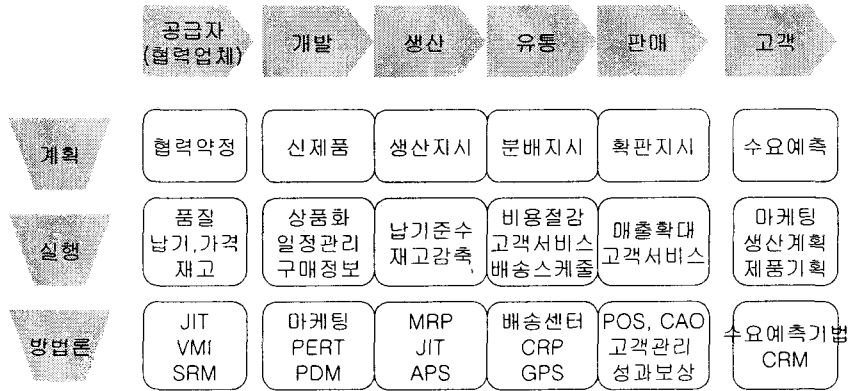 공급자
(협력업체)
개발
생산
유통
판매
고객
계획
협력약정
신제품
생산지시
분배지시
확판지시
수요예측
실행
품질
납기,가격
재고
상품화
일정관리
구매정보
납기준수
재고감축
비용절감
고객서비스
배송스케줄
매출확대
고객서비스
마케팅
생산계획
제품기획
방법론
JIT
VMI
SRM
마케팅
PERT
PDM
MRP
JIT
APS
배송센터
CRP
GPS
POS, CAO
고객관리
성과보상
수요예측기법
CRM